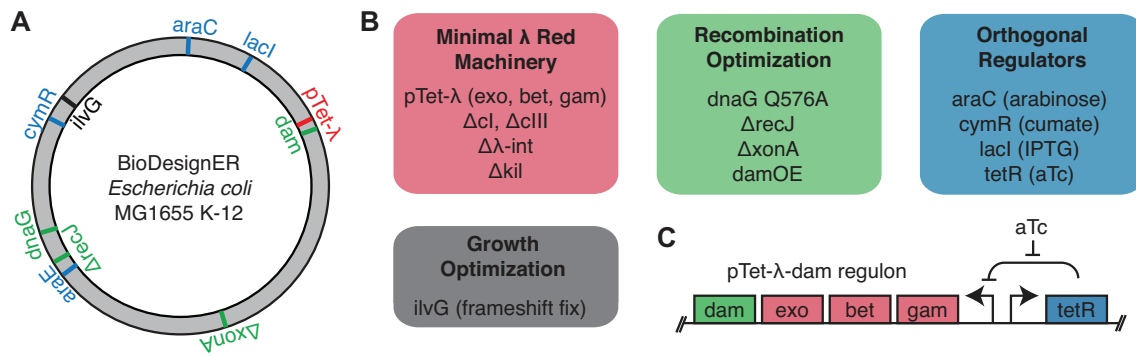 A
araC
lacI
pTet-λ
dam
cymR
ilvG
BioDesignER
Escherichia coli
MG1655 K-12
dnaG
ΔrecJ
araE
ΔxonA
B
Minimal λ Red
Machinery
pTet-λ (exo, bet, gam)
ΔcI, ΔcIII
Δλ-int
Δkil
Recombination
Optimization
dnaG Q576A
ΔrecJ
ΔxonA
damOE
Orthogonal
Regulators
araC (arabinose)
cymR (cumate)
lacI (IPTG)
tetR (aTc)
Growth
Optimization
ilvG (frameshift fix)
C
aTc
pTet-λ-dam regulon
dam exo bet gam tetR